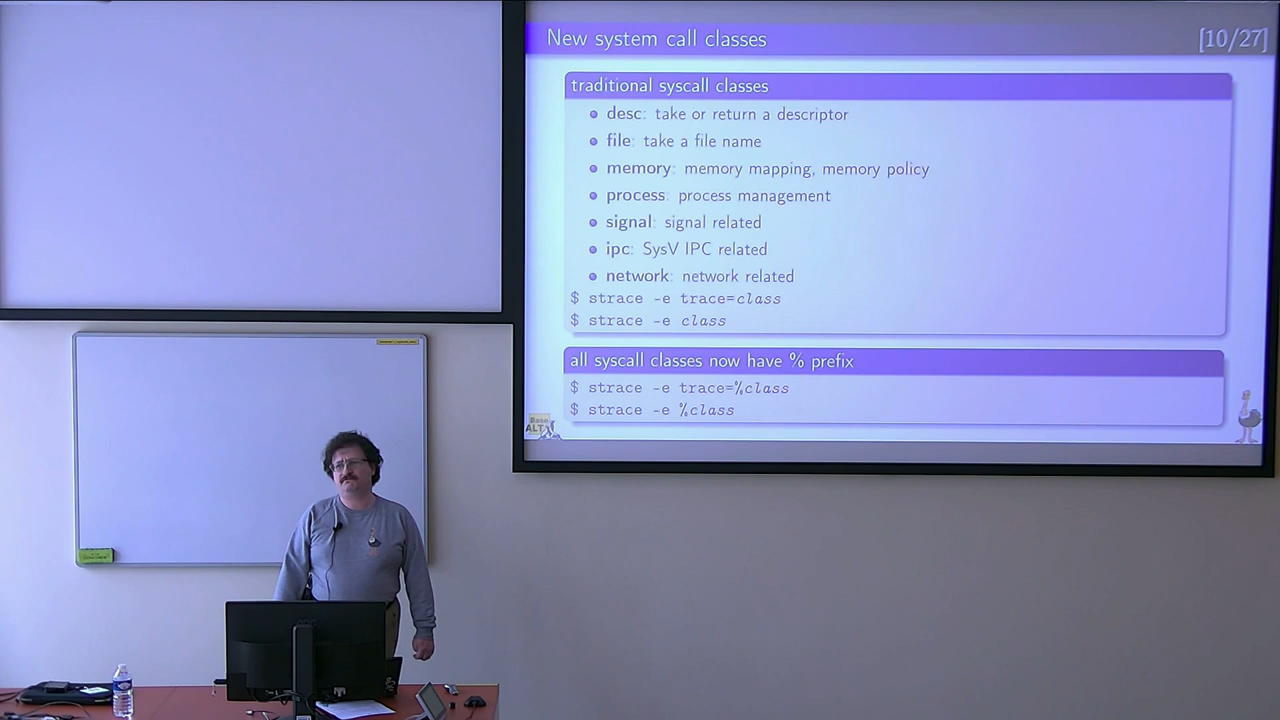 New system call classes
[10/27]
traditional syscall classes
desc: take or return a descriptor
file: take a file name
memory: memory mapping, memory policy
process: process management
signal: signal related
ipc: SysV IPC related
network: network related
$ strace -e trace=class
$ strace -e class
all syscall classes now have % prefix
$ strace -e trace=%class
$ strace -e %class
Base
ALT